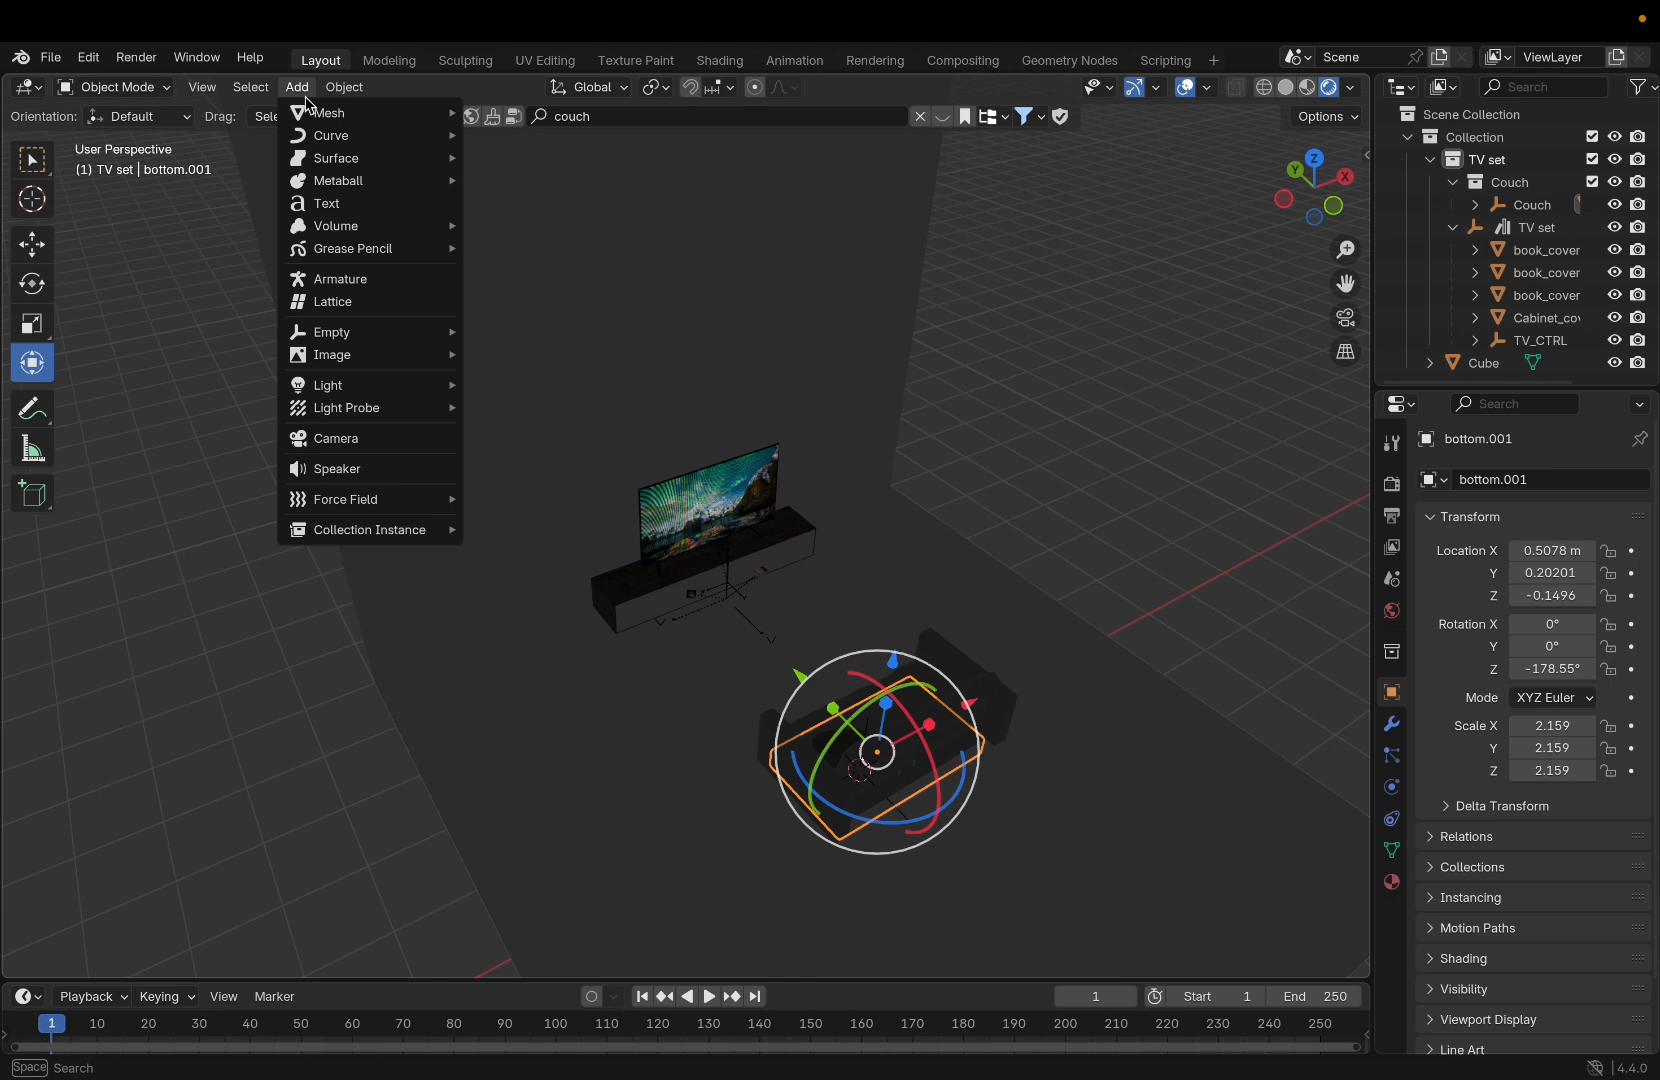 File Edit Render Window Help Layout Modeling Sculpting UV Editing Texture Paint Shading Animation Rendering Compositing Geometry Nodes Scripting + Scene ViewLayer
Object Mode View Select Add Object Global Search
Orientation: Default Drag: Sele couch Options
Scene Collection
Collection
TV set
Couch
Couch
TV set
book_cover
book_cover
book_cover
Cabinet_cov
TV_CTRL
Cube
User Perspective
(1) TV set | bottom.001
Mesh
Curve
Surface
Metaball
Text
Volume
Grease Pencil
Armature
Lattice
Empty
Image
Light
Light Probe
Camera
Speaker
Force Field
Collection Instance
Z
Y X
Search
bottom.001
bottom.001
Transform
Location X 0.5078 m
Y 0.20201
Z -0.1496
Rotation X 0°
Y 0°
Z -178.55°
Mode XYZ Euler
Scale X 2.159
Y 2.159
Z 2.159
Delta Transform
Relations
Collections
Instancing
Motion Paths
Shading
Visibility
Viewport Display
Line Art
Playback Keying View Marker 1 Start 1 End 250
1 10 20 30 40 50 60 70 80 90 100 110 120 130 140 150 160 170 180 190 200 210 220 230 240 250
Space Search 4.4.0